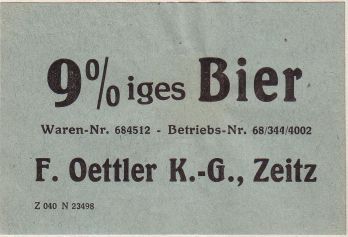 9%iges Bier
Waren-Nr. 684512 - Betriebs-Nr. 68/344/4002
F. Oettler K.-G., Zeitz
Z 040 N 23498